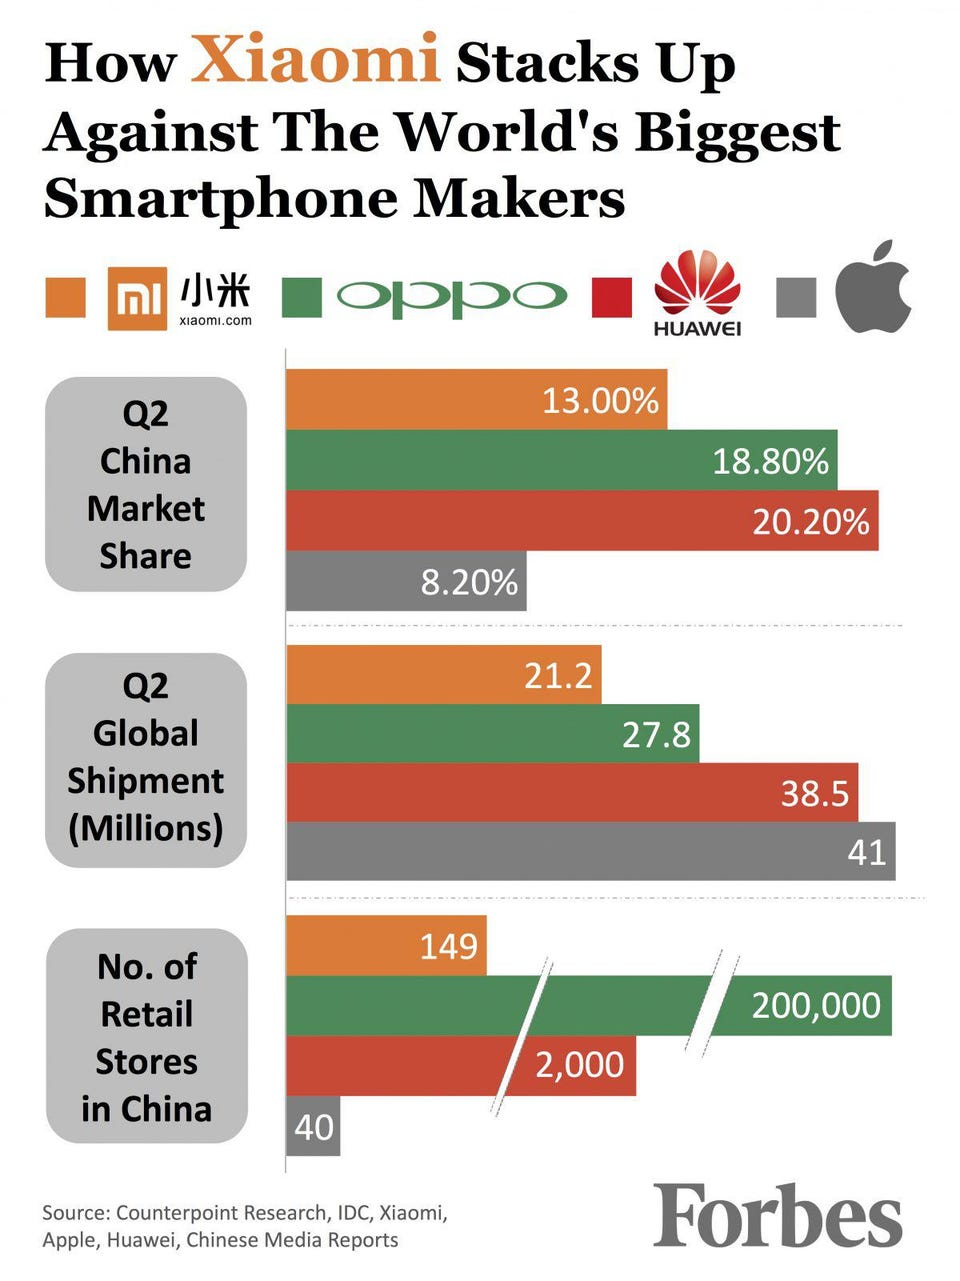 How Xiaomi Stacks Up
Against The World's Biggest
Smartphone Makers
mi 小米
xiaomi.com
oppo
HUAWEI
Q2
China
Market
Share
13.00%
18.80%
20.20%
8.20%
Q2
Global
Shipment
(Millions)
21.2
27.8
38.5
41
No. of
Retail
Stores
in China
149
200,000
2,000
40
Source: Counterpoint Research, IDC, Xiaomi,
Apple, Huawei, Chinese Media Reports
Forbes